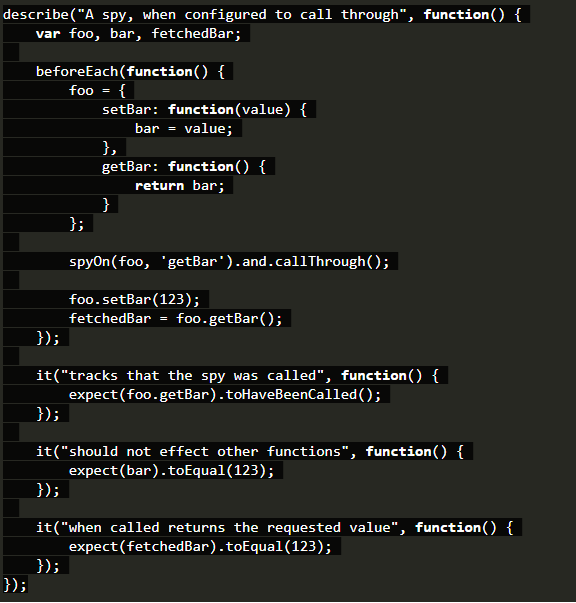 describe("A spy, when configured to call through", function() {
    var foo, bar, fetchedBar;

    beforeEach(function() {
        foo = {
            setBar: function(value) {
                bar = value;
            },
            getBar: function() {
                return bar;
            }
        };

        spyOn(foo, 'getBar').and.callThrough();

        foo.setBar(123);
        fetchedBar = foo.getBar();
    });

    it("tracks that the spy was called", function() {
        expect(foo.getBar).toHaveBeenCalled();
    });

    it("should not effect other functions", function() {
        expect(bar).toEqual(123);
    });

    it("when called returns the requested value", function() {
        expect(fetchedBar).toEqual(123);
    });
});